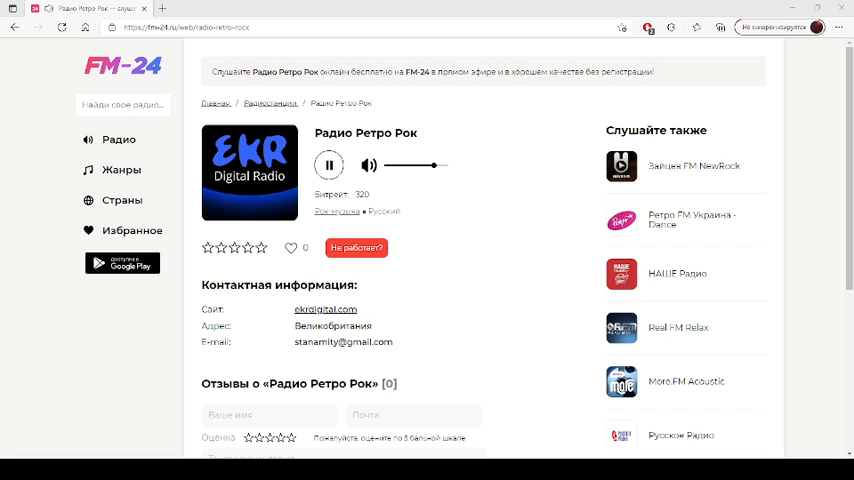 Радио Ретро Рок — слуша
https://fm-24.ru/web/radio-retro-rock
Не синхронизируется
FM-24
Найди свое радио...
Радио
Жанры
Страны
Избранное
ДОСТУПНО В
Google Play
Слушайте Радио Ретро Рок онлайн бесплатно на FM-24 в прямом эфире и в хорошем качестве без регистрации!
Главная / Радиостанции / Радио Ретро Рок
EKR
Digital Radio
Радио Ретро Рок
Битрейт: 320
Рок-музыка • Русский
0
Не работает?
Контактная информация:
Сайт: ekrdigital.com
Адрес: Великобритания
E-mail: stanamity@gmail.com
Отзывы о «Радио Ретро Рок» [0]
Ваше имя
Почта
Оценка
Пожалуйста, оцените по 5 бальной шкале
Слушайте также
Зайцев FM NewRock
Ретро FM Украина -
Dance
НАШЕ Радио
Real FM Relax
More.FM Acoustic
Русское Радио